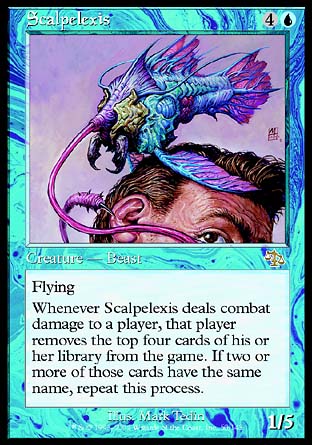 Scalpelexis 4
Creature — Beast
Flying
Whenever Scalpelexis deals combat
damage to a player, that player
removes the top four cards of his or
her library from the game. If two or
more of those cards have the same
name, repeat this process.
Illus. Mark Tedin
1/5